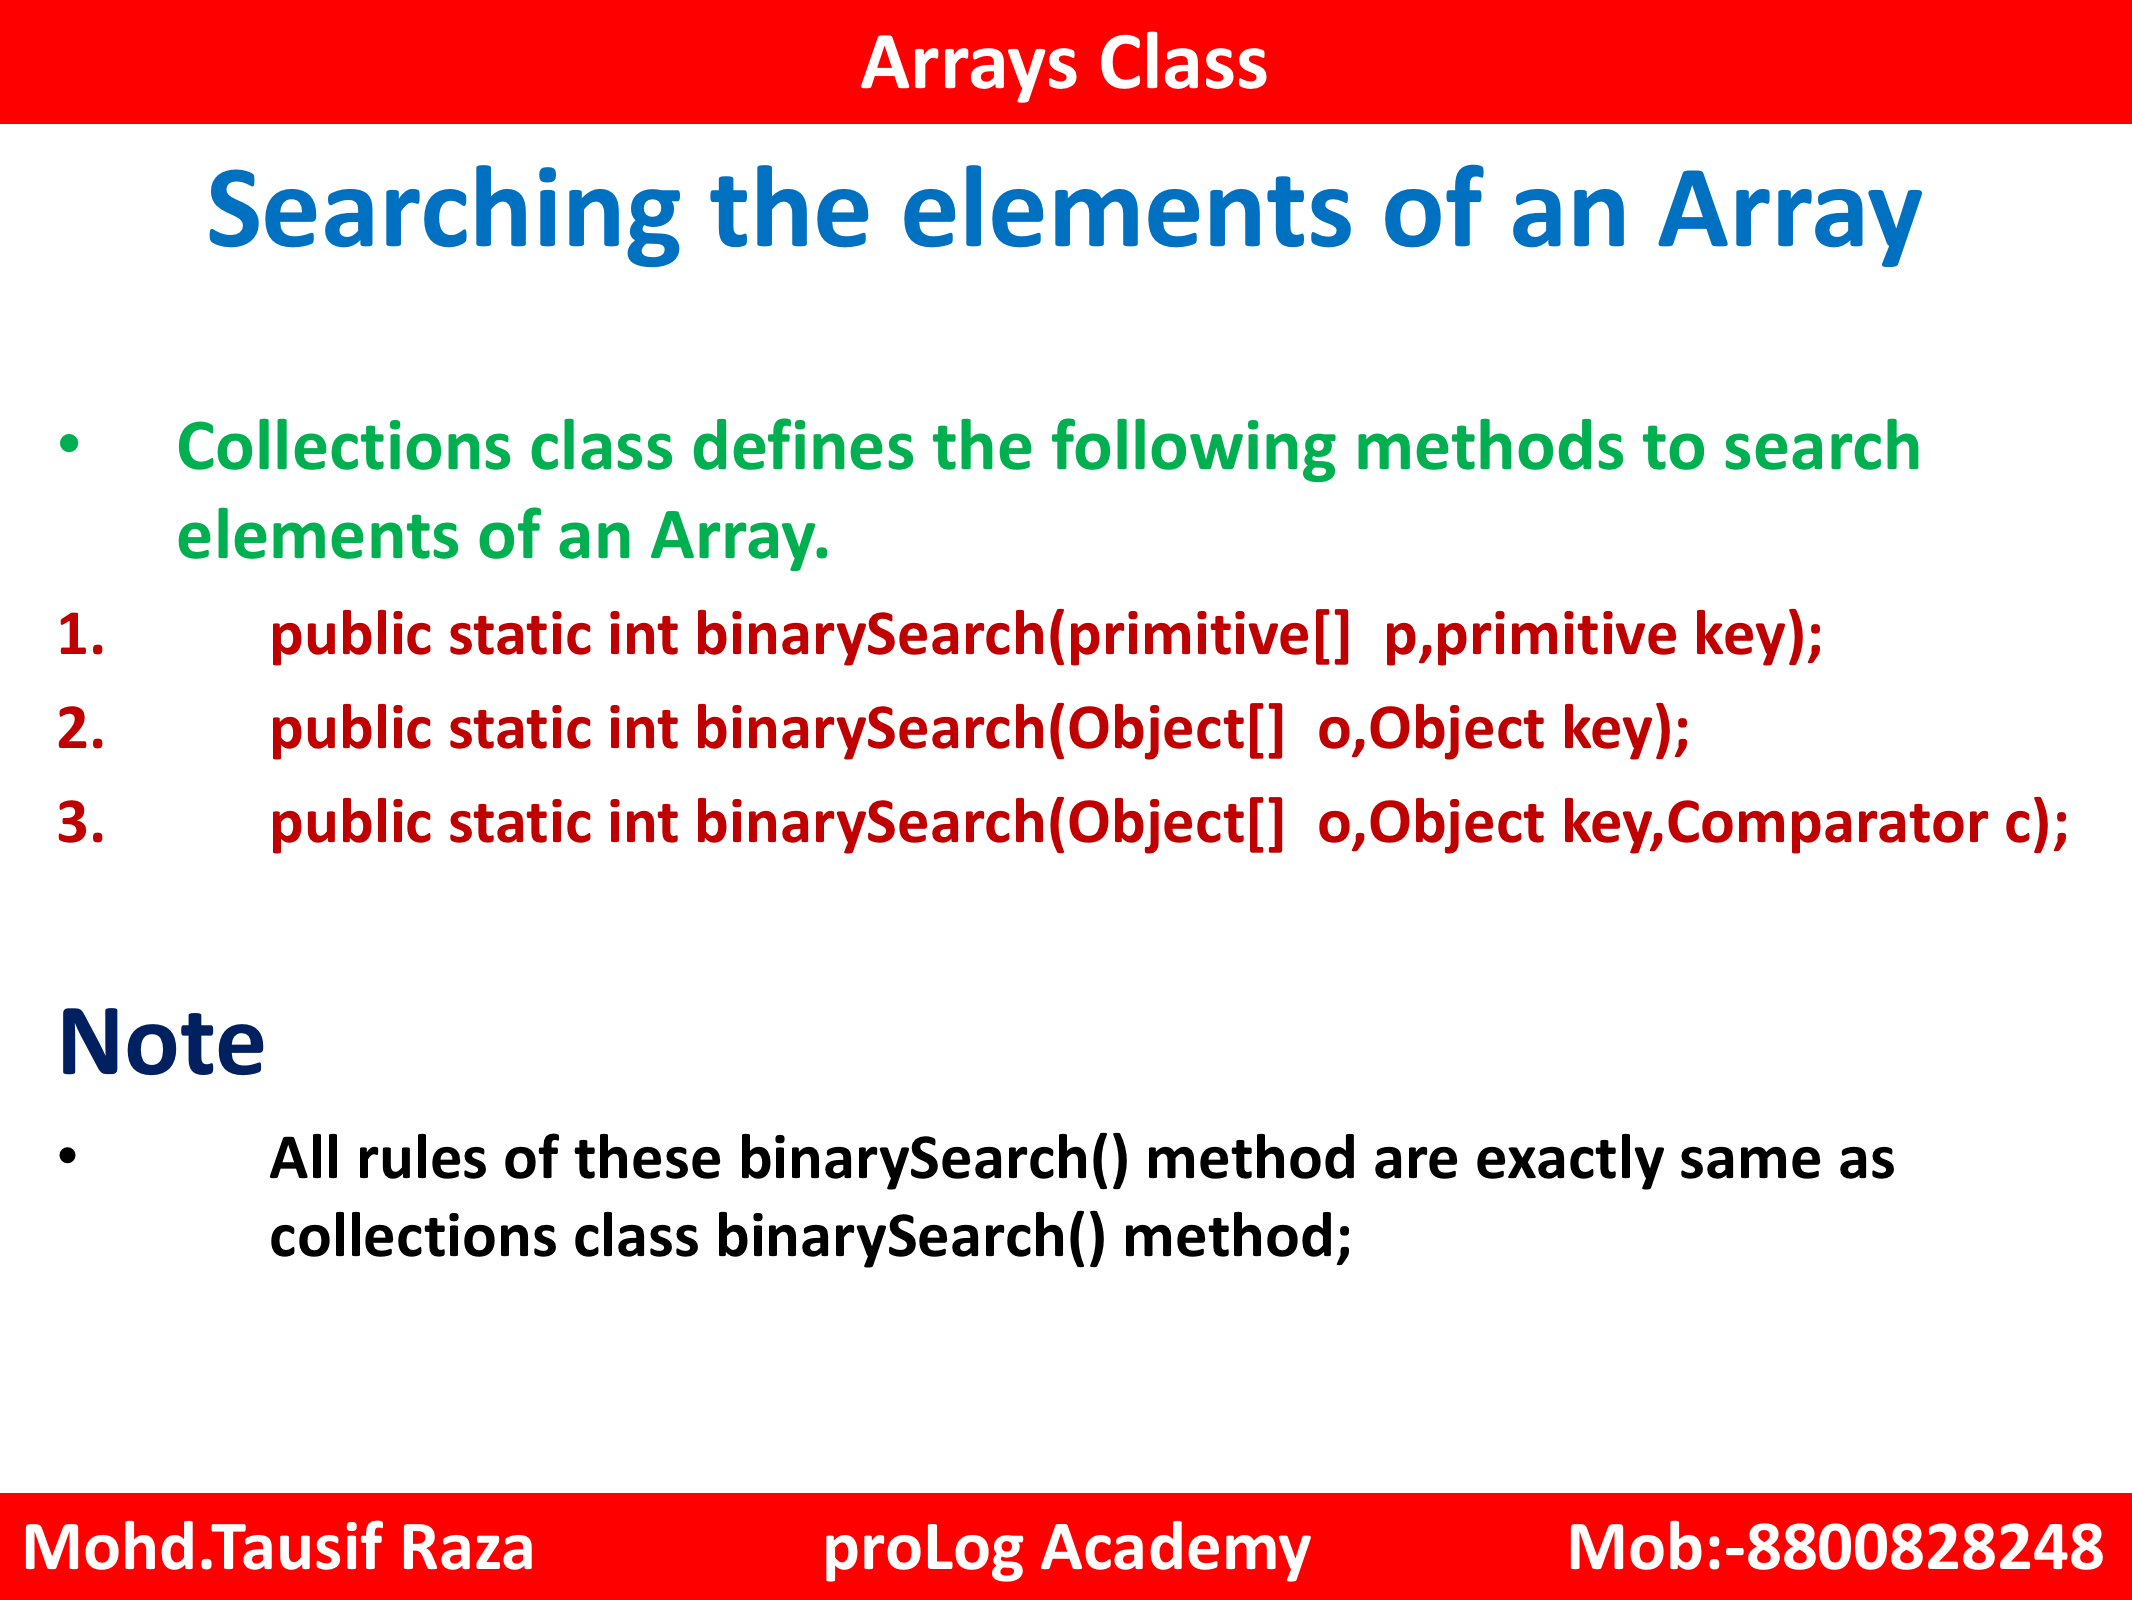 Arrays Class
Searching the elements of an Array
• Collections class defines the following methods to search
elements of an Array.
1. public static int binarySearch(primitive[] p,primitive key);
2. public static int binarySearch(Object[] o,Object key);
3. public static int binarySearch(Object[] o,Object key,Comparator c);
Note
• All rules of these binarySearch() method are exactly same as
collections class binarySearch() method;
Mohd.Tausif Raza proLog Academy Mob:-8800828248